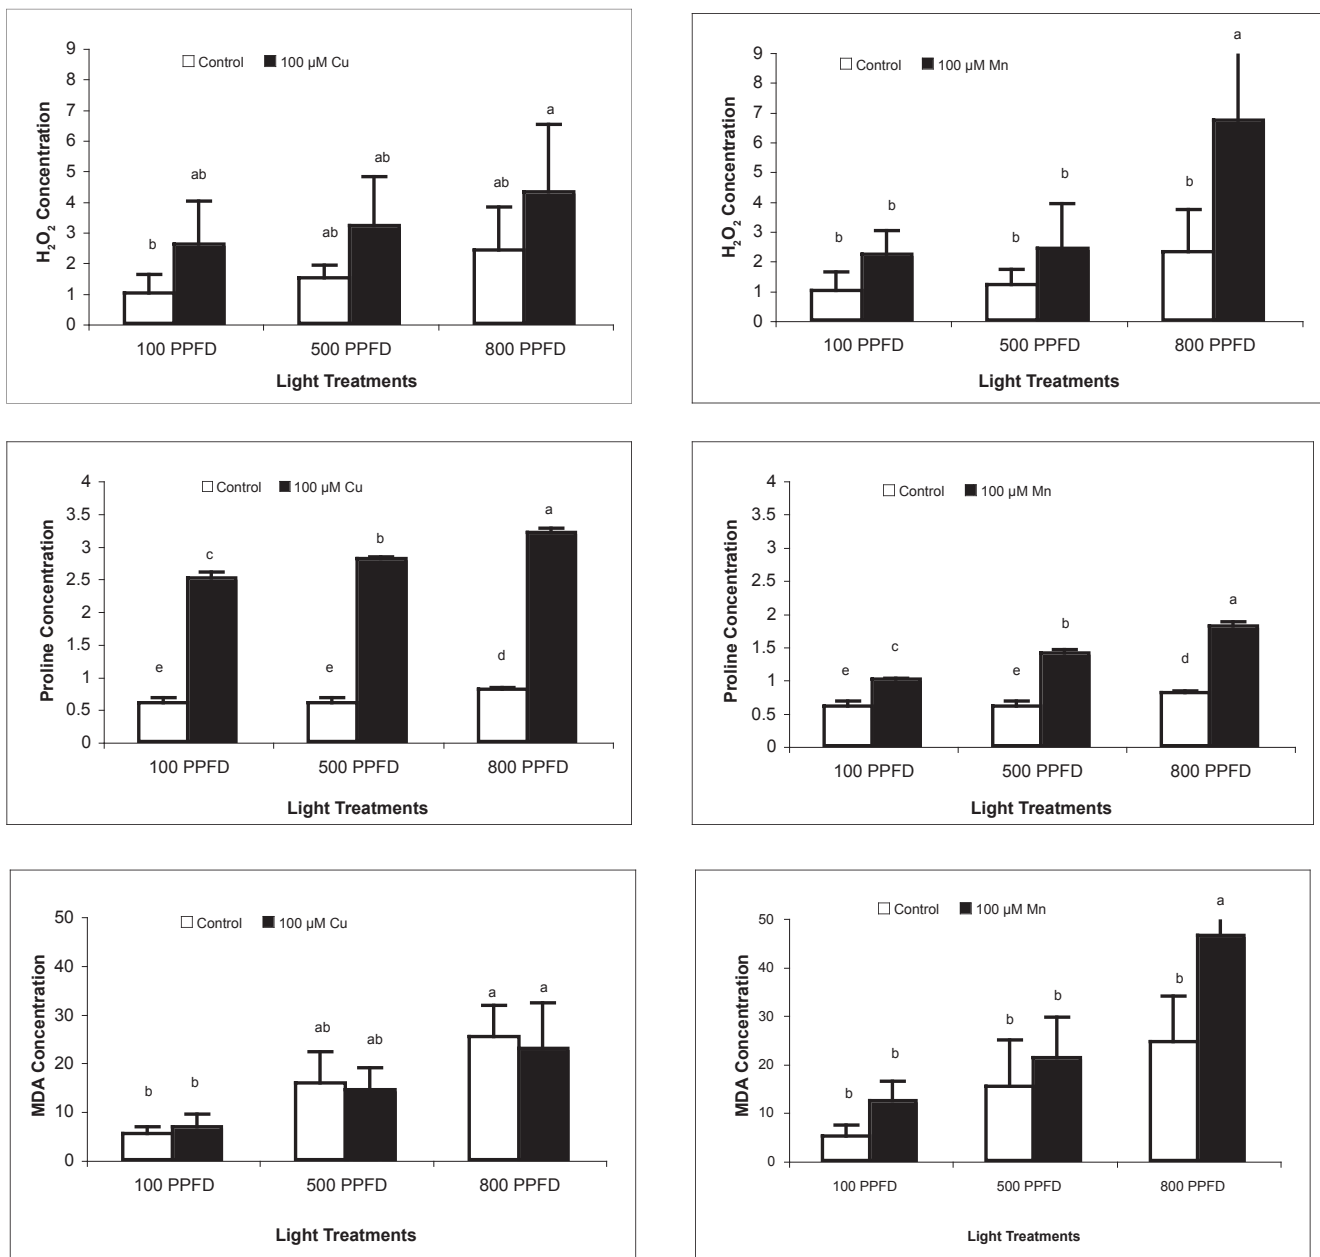 9
8
7
6
5
4
3
2
1
0
H₂O₂ Concentration
Control 100 µM Cu
b ab ab ab ab a
100 PPFD 500 PPFD 800 PPFD
Light Treatments
9
8
7
6
5
4
3
2
1
0
H₂O₂ Concentration
Control 100 µM Mn
b b b b b a
100 PPFD 500 PPFD 800 PPFD
Light Treatments
4
3.5
3
2.5
2
1.5
1
0.5
0
Proline Concentration
Control 100 µM Cu
e c e b d a
100 PPFD 500 PPFD 800 PPFD
Light Treatments
4
3.5
3
2.5
2
1.5
1
0.5
0
Proline Concentration
Control 100 µM Mn
e c e b d a
100 PPFD 500 PPFD 800 PPFD
Light Treatments
50
40
30
20
10
0
MDA Concentration
Control 100 µM Cu
b b ab ab a a
100 PPFD 500 PPFD 800 PPFD
Light Treatments
50
40
30
20
10
0
MDA Concentration
Control 100 µM Mn
b b b b b a
100 PPFD 500 PPFD 800 PPFD
Light Treatments